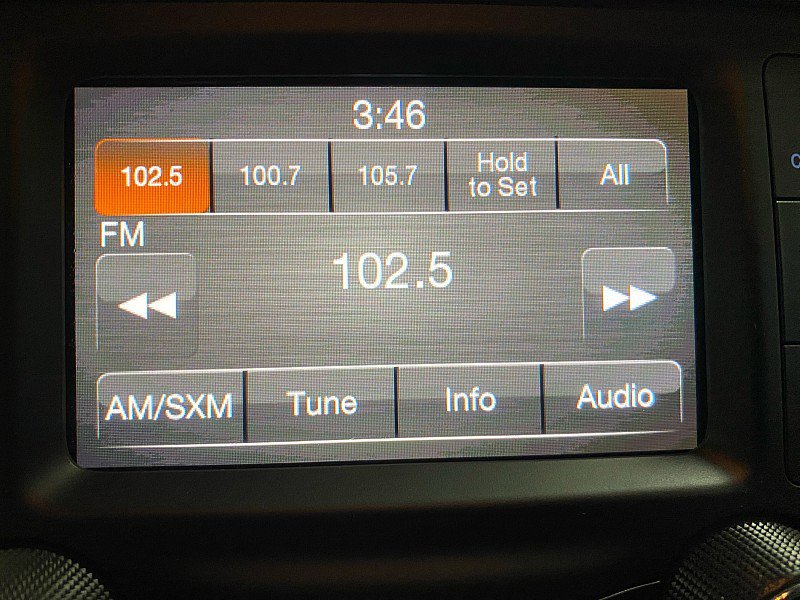 3:46
102.5
100.7
105.7
Hold
to Set
All
FM
102.5
AM/SXM
Tune
Info
Audio